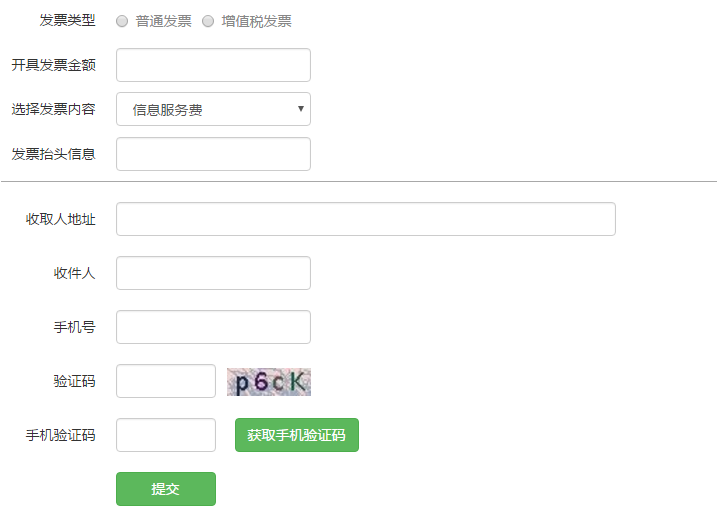 发票类型 普通发票 增值税发票
开具发票金额
选择发票内容 信息服务费
发票抬头信息
收取人地址
收件人
手机号
验证码 p6cK
手机验证码 获取手机验证码
提交